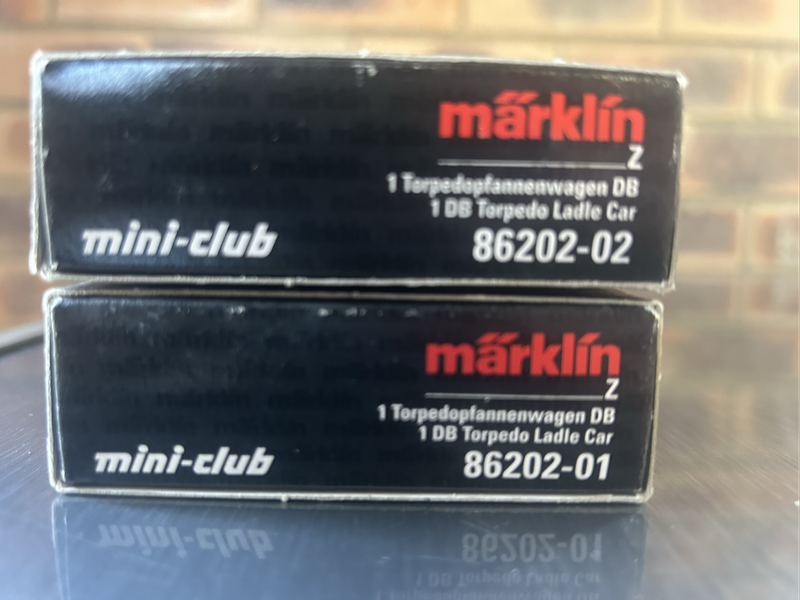 märklin
Z
1 Torpedopfannenwagen DB
1 DB Torpedo Ladle Car
mini-club
86202-02
märklin
Z
1 Torpedopfannenwagen DB
1 DB Torpedo Ladle Car
mini-club
86202-01